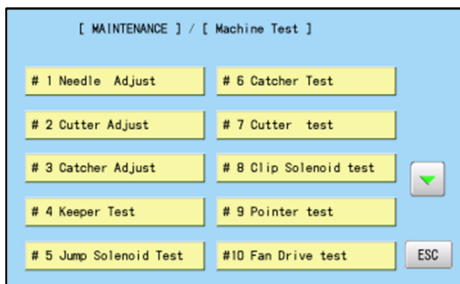 [ MAINTENANCE ] / [ Machine Test ]
# 1 Needle Adjust
# 2 Cutter Adjust
# 3 Catcher Adjust
# 4 Keeper Test
# 5 Jump Solenoid Test
# 6 Catcher Test
# 7 Cutter test
# 8 Clip Solenoid test
# 9 Pointer test
#10 Fan Drive test
ESC